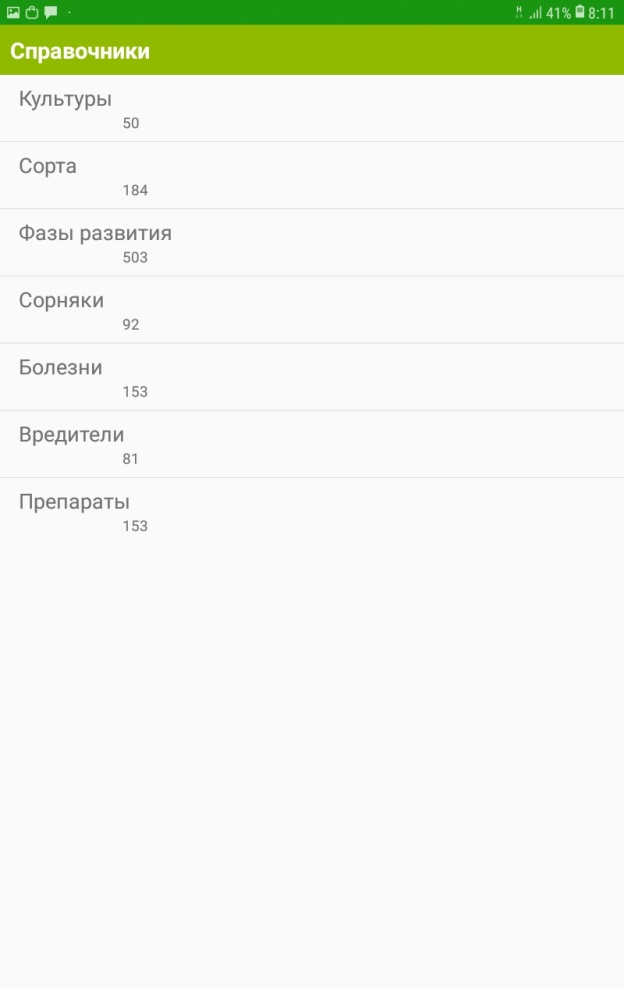 41% 8:11
Справочники
Культуры
50
Сорта
184
Фазы развития
503
Сорняки
92
Болезни
153
Вредители
81
Препараты
153